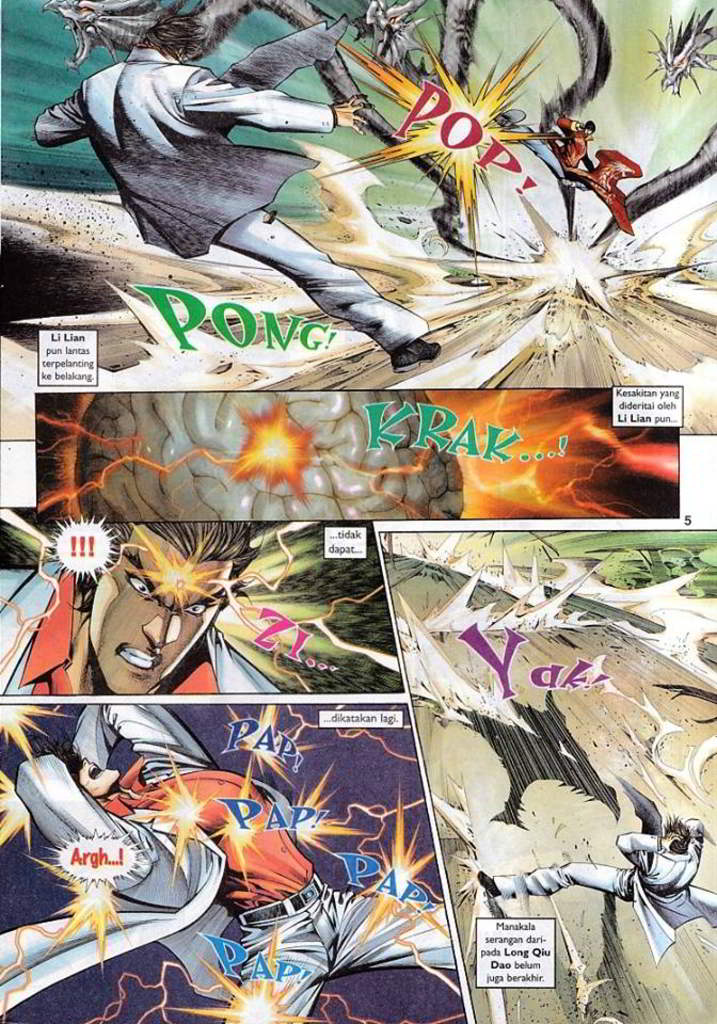 POP!
PONG!
Li Lian
pun lantas
terpelanting
ke belakang.
Kesakitan yang
dideritai oleh
Li Lian pun...
KRAK...!
5
!!!
...tidak
dapat...
ZI...
Yak!
...dikatakan lagi.
PAP!
PAP!
Argh...!
PAP!
PAP!
Manakala
serangan dari-
pada Long Qiu
Dao belum
juga berakhir.